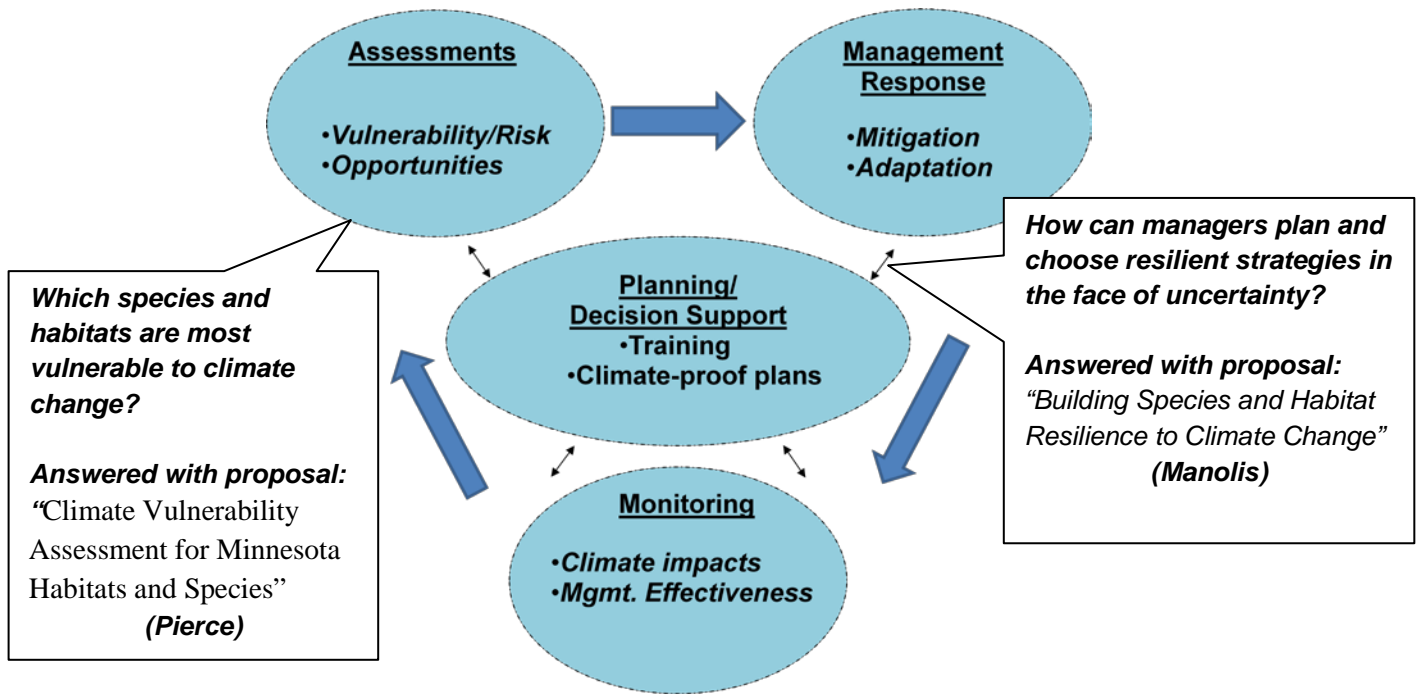 Assessments
•Vulnerability/Risk
•Opportunities
Management
Response
•Mitigation
•Adaptation
Which species and
habitats are most
vulnerable to climate
change?
Answered with proposal:
“Climate Vulnerability
Assessment for Minnesota
Habitats and Species”
(Pierce)
Planning/
Decision Support
•Training
•Climate-proof plans
How can managers plan and
choose resilient strategies in
the face of uncertainty?
Answered with proposal:
“Building Species and Habitat
Resilience to Climate Change”
(Manolis)
Monitoring
•Climate impacts
•Mgmt. Effectiveness